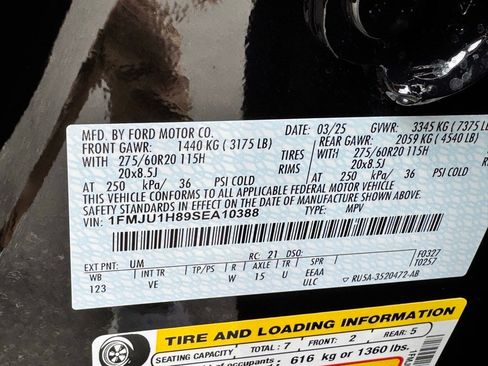 MFD. BY FORD MOTOR CO.
DATE: 03/25 GVWR: 3345 KG ( 7375 LB)
FRONT GAWR: 1440 KG ( 3175 LB) REAR GAWR: 2059 KG ( 4540 LB)
WITH 275/60R20 115H TIRES WITH 275/60R20 115H
20x8.5J RIMS 20x8.5J
AT 250 kPa/ 36 PSI COLD AT 250 kPa/ 36 PSI COLD
THIS VEHICLE CONFORMS TO ALL APPLICABLE FEDERAL MOTOR VEHICLE
SAFETY STANDARDS IN EFFECT ON THE DATE OF MANUFACTURE SHOWN ABOVE.
VIN: 1FMJU1H89SEA10388 TYPE: MPV
EXT PNT: UM RC: 21 DSO: F0327
WB INT TR TP/PS R AXLE TR SPR T0257
123 VE W 15 U EEAA
ULC RU5A-3520472-AB
TIRE AND LOADING INFORMATION
SEATING CAPACITY TOTAL: 7 FRONT: 2 REAR: 5
of occupants 616 kg or 1360 lbs.